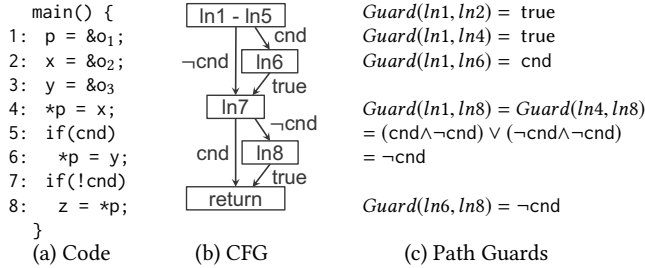 main() {
1: p = &o₁;
2: x = &o₂;
3: y = &o₃
4: *p = x;
5: if(cnd)
6: *p = y;
7: if(!cnd)
8: z = *p;
}
(a) Code
ln1 - ln5
cnd
¬cnd
ln6
true
ln7
¬cnd
cnd
ln8
true
return
(b) CFG
Guard(ln1, ln2) = true
Guard(ln1, ln4) = true
Guard(ln1, ln6) = cnd
Guard(ln1, ln8) = Guard(ln4, ln8)
= (cnd∧¬cnd) ∨ (¬cnd∧¬cnd)
= ¬cnd
Guard(ln6, ln8) = ¬cnd
(c) Path Guards